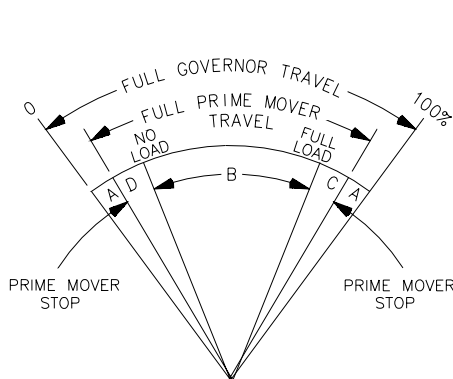 FULL GOVERNOR TRAVEL
0
100%
FULL PRIME MOVER
TRAVEL
NO
LOAD
FULL
LOAD
A
D
B
C
A
PRIME MOVER
STOP
PRIME MOVER
STOP